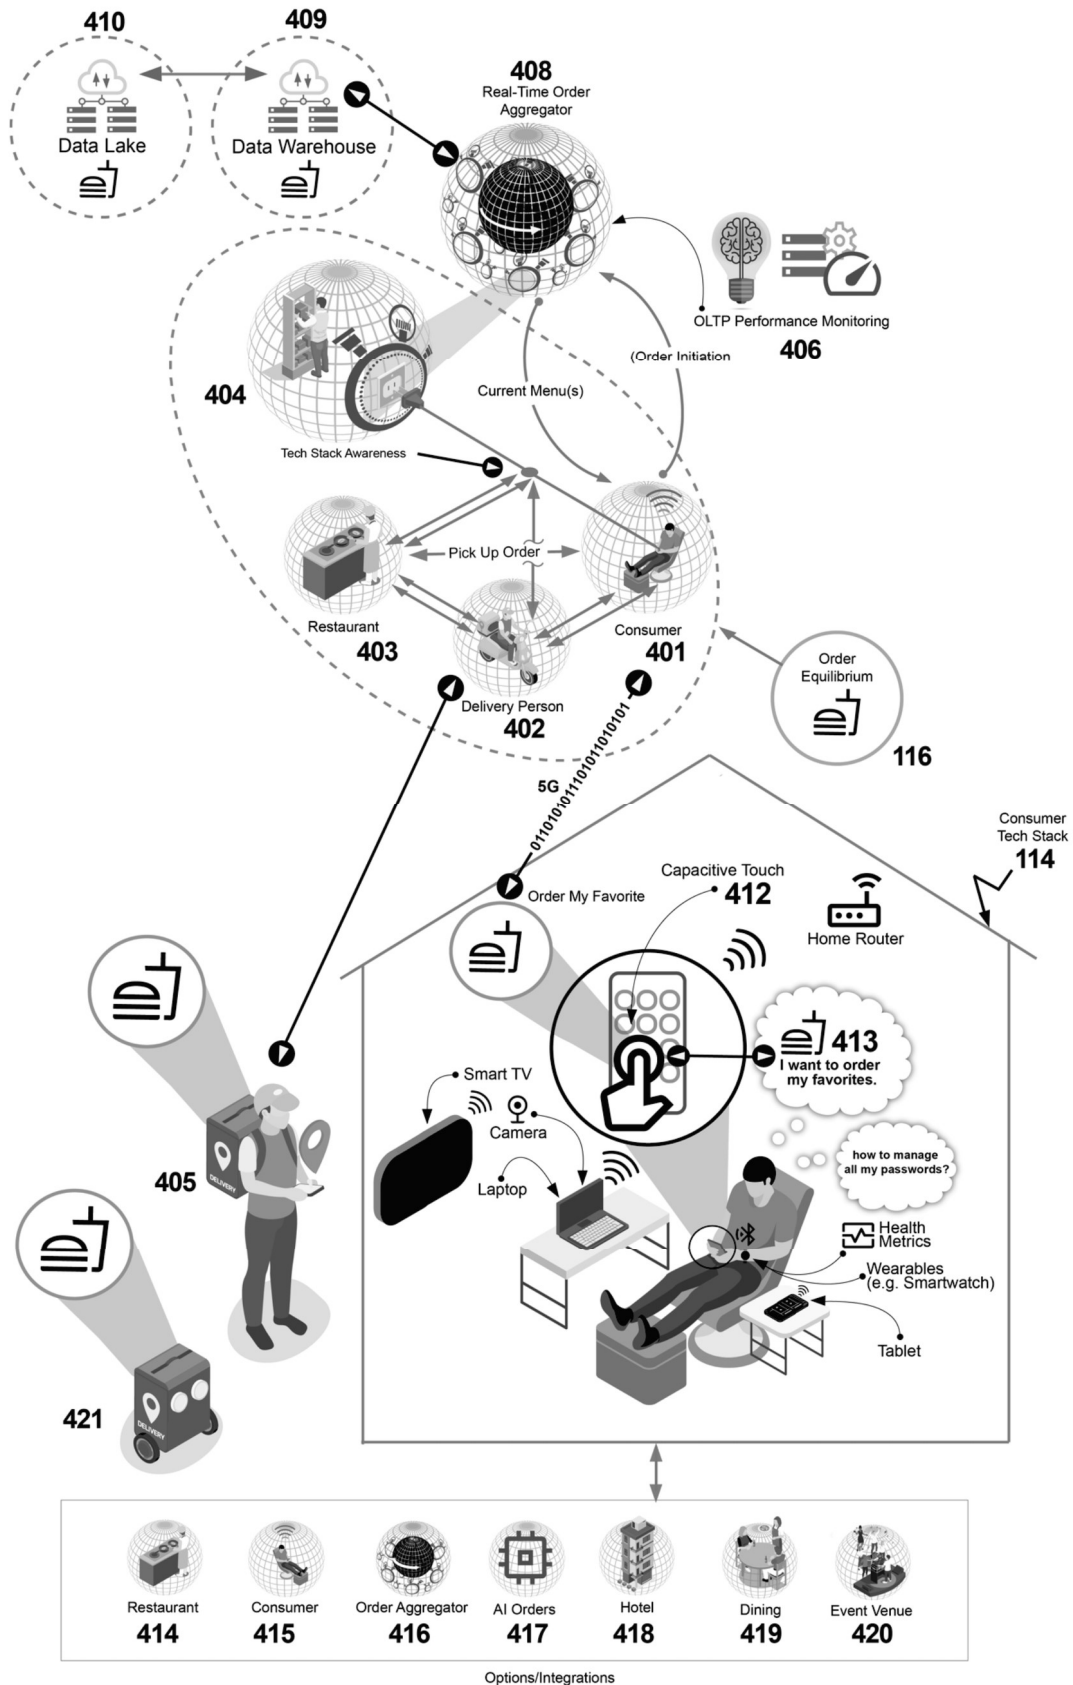 410
409
Data Lake
Data Warehouse
408
Real-Time Order
Aggregator
OLTP Performance Monitoring
406
(Order Initiation
Current Menu(s)
404
Tech Stack Awareness
Pick Up Order
Restaurant
403
Consumer
401
Delivery Person
402
Order
Equilibrium
116
5G
01101010111010101101010101
Consumer
Tech Stack
114
Order My Favorite
Capacitive Touch
412
Home Router
413
I want to order
my favorites.
Smart TV
Camera
Laptop
how to manage
all my passwords?
Health
Metrics
Wearables
(e.g. Smartwatch)
Tablet
DELIVERY
405
DELIVERY
421
Restaurant
414
Consumer
415
Order Aggregator
416
AI Orders
417
Hotel
418
Dining
419
Event Venue
420
Options/Integrations